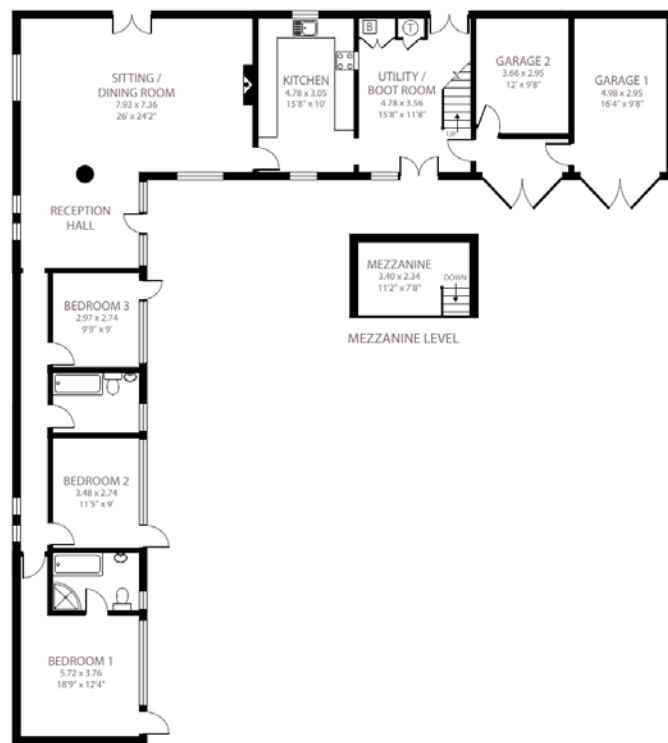 SITTING /
DINING ROOM
7.93 x 7.36
26' x 24'2"
KITCHEN
4.78 x 3.05
15'8" x 10'
B
T
UTILITY /
BOOT ROOM
4.78 x 3.56
15'8" x 11'8"
UP
GARAGE 2
3.66 x 2.95
12' x 9'8"
GARAGE 1
4.98 x 2.95
16'4" x 9'8"
RECEPTION
HALL
MEZZANINE
3.40 x 2.34
11'2" x 7'8"
DOWN
MEZZANINE LEVEL
BEDROOM 3
2.97 x 2.74
9'9" x 9'
BEDROOM 2
3.48 x 2.74
11'5" x 9'
BEDROOM 1
5.72 x 3.76
18'9" x 12'4"